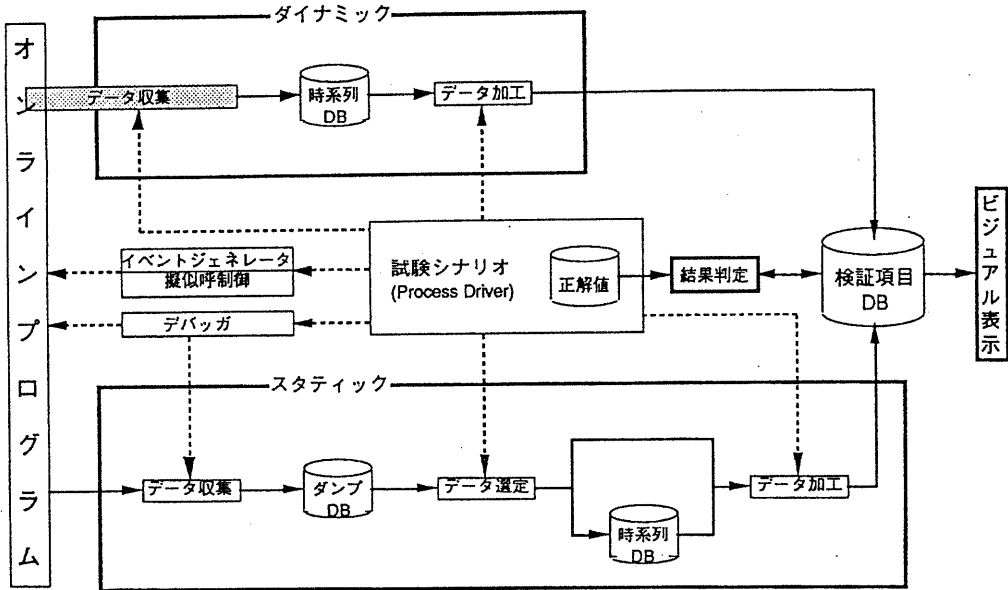 ダイナミック
オンラインプログラム
データ収集
時系列
DB
データ加工
イベントジェネレータ
擬似呼制御
デバッガ
試験シナリオ
(Process Driver)
正解値
結果判定
検証項目
DB
ビジュアル表示
スタティック
データ収集
ダンプ
DB
データ選定
時系列
DB
データ加工